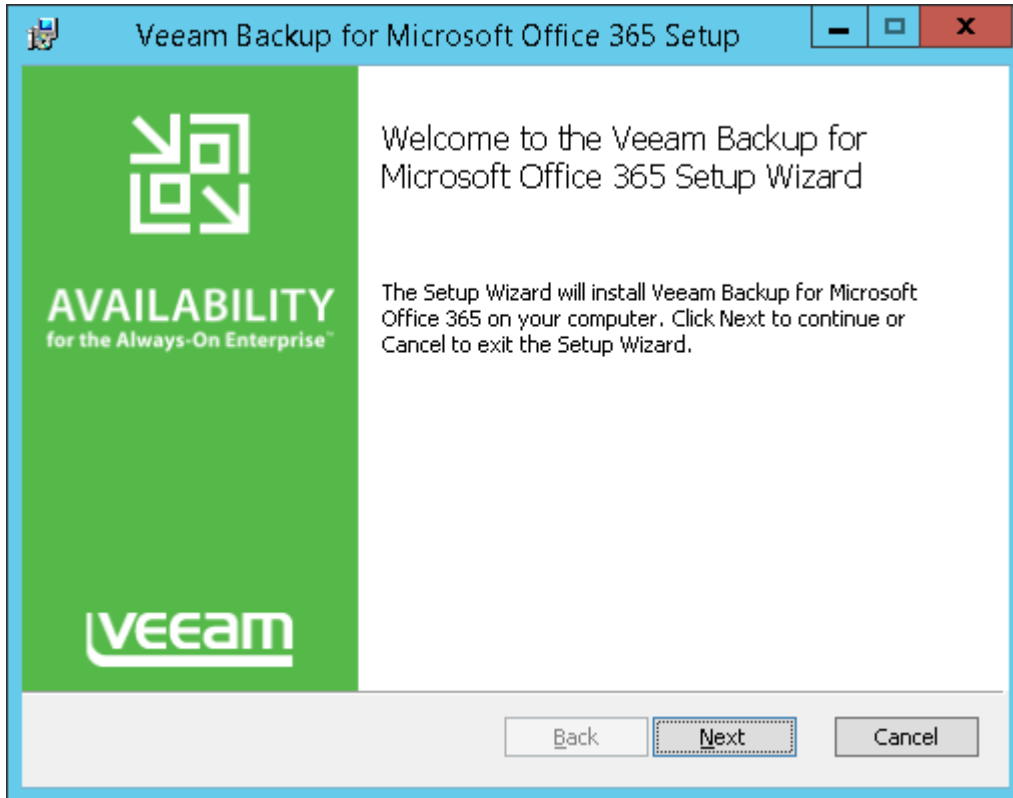 Veeam Backup for Microsoft Office 365 Setup
Welcome to the Veeam Backup for
Microsoft Office 365 Setup Wizard
AVAILABILITY
for the Always-On Enterprise™
The Setup Wizard will install Veeam Backup for Microsoft
Office 365 on your computer. Click Next to continue or
Cancel to exit the Setup Wizard.
veeam
Back Next Cancel